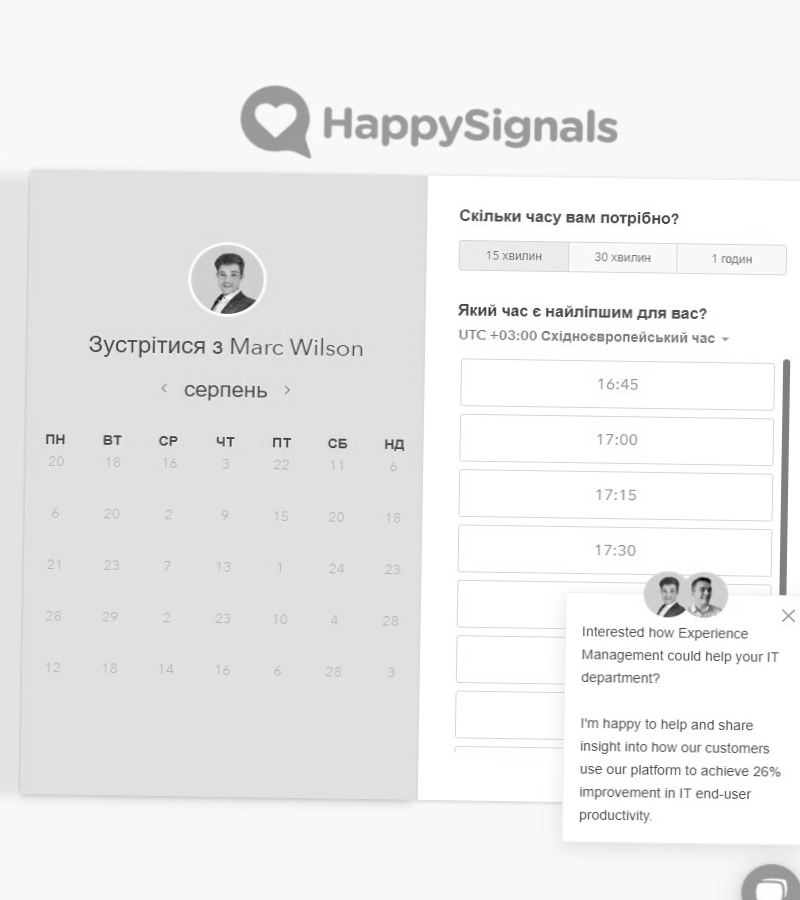 HappySignals
Зустрітися з Marc Wilson
серпень
ПН ВТ СР ЧТ ПТ СБ НД
20 18 16 3 22 11 6
6 20 2 9 15 20 18
21 23 7 13 1 24 23
28 29 2 23 10 4 28
12 18 14 16 6 28 3
Скільки часу вам потрібно?
15 хвилин 30 хвилин 1 годин
Який час є найліпшим для вас?
UTC +03:00 Східноєвропейський час
16:45
17:00
17:15
17:30
Interested how Experience
Management could help your IT
department?
I'm happy to help and share
insight into how our customers
use our platform to achieve 26%
improvement in IT end-user
productivity.